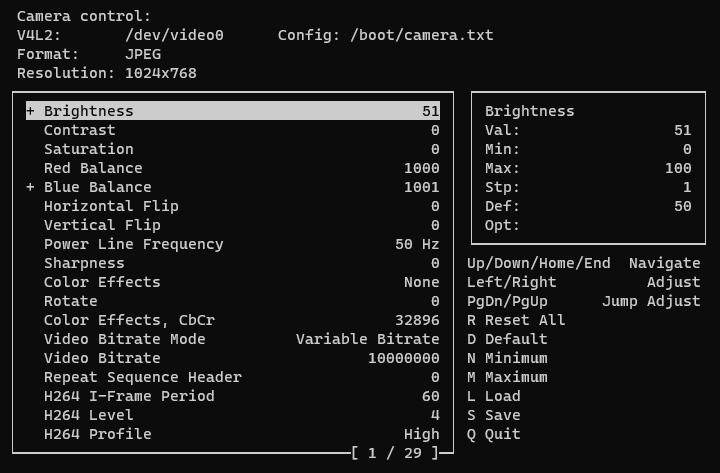 Camera control:
V4L2: /dev/video0 Config: /boot/camera.txt
Format: JPEG
Resolution: 1024x768
+ Brightness 51
Contrast 0
Saturation 0
Red Balance 1000
+ Blue Balance 1001
Horizontal Flip 0
Vertical Flip 0
Power Line Frequency 50 Hz
Sharpness 0
Color Effects None
Rotate 0
Color Effects, CbCr 32896
Video Bitrate Mode Variable Bitrate
Video Bitrate 10000000
Repeat Sequence Header 0
H264 I-Frame Period 60
H264 Level 4
H264 Profile High
[ 1 / 29 ]
Brightness
Val: 51
Min: 0
Max: 100
Stp: 1
Def: 50
Opt:
Up/Down/Home/End Navigate
Left/Right Adjust
PgDn/PgUp Jump Adjust
R Reset All
D Default
N Minimum
M Maximum
L Load
S Save
Q Quit